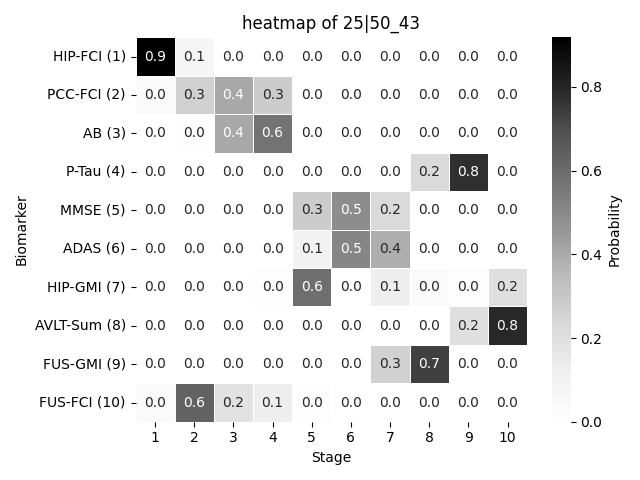 heatmap of 25|50_43
HIP-FCI (1) 0.9 0.1 0.0 0.0 0.0 0.0 0.0 0.0 0.0 0.0
PCC-FCI (2) 0.0 0.3 0.4 0.3 0.0 0.0 0.0 0.0 0.0 0.0
AB (3) 0.0 0.0 0.4 0.6 0.0 0.0 0.0 0.0 0.0 0.0
P-Tau (4) 0.0 0.0 0.0 0.0 0.0 0.0 0.0 0.2 0.8 0.0
MMSE (5) 0.0 0.0 0.0 0.0 0.3 0.5 0.2 0.0 0.0 0.0
ADAS (6) 0.0 0.0 0.0 0.0 0.1 0.5 0.4 0.0 0.0 0.0
HIP-GMI (7) 0.0 0.0 0.0 0.0 0.6 0.0 0.1 0.0 0.0 0.2
AVLT-Sum (8) 0.0 0.0 0.0 0.0 0.0 0.0 0.0 0.0 0.2 0.8
FUS-GMI (9) 0.0 0.0 0.0 0.0 0.0 0.0 0.3 0.7 0.0 0.0
FUS-FCI (10) 0.0 0.6 0.2 0.1 0.0 0.0 0.0 0.0 0.0 0.0
1 2 3 4 5 6 7 8 9 10
Stage
Biomarker
0.8
0.6
0.4
0.2
0.0
Probability